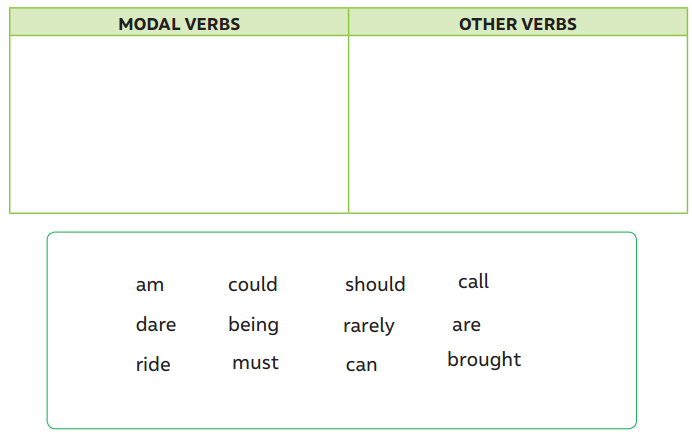 MODAL VERBS OTHER VERBS
am could should call
dare being rarely are
ride must can brought